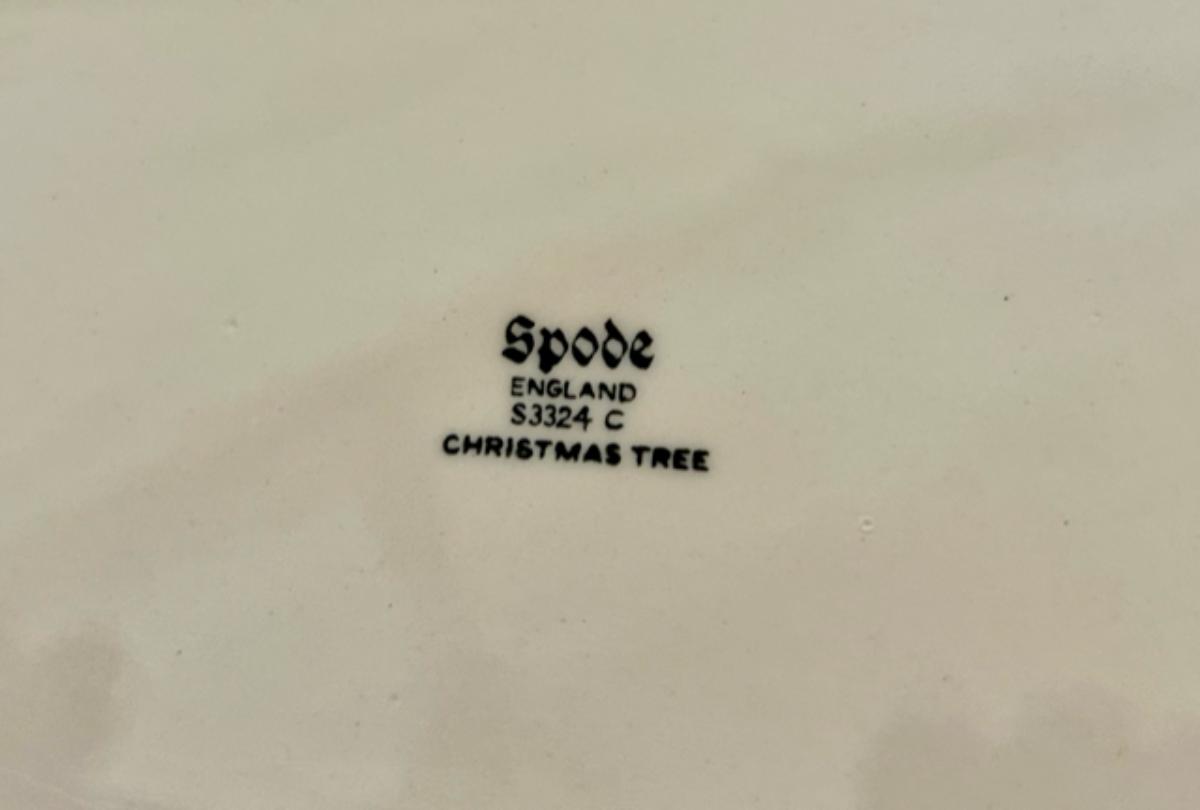 Spode
ENGLAND
S3324 C
CHRISTMAS TREE